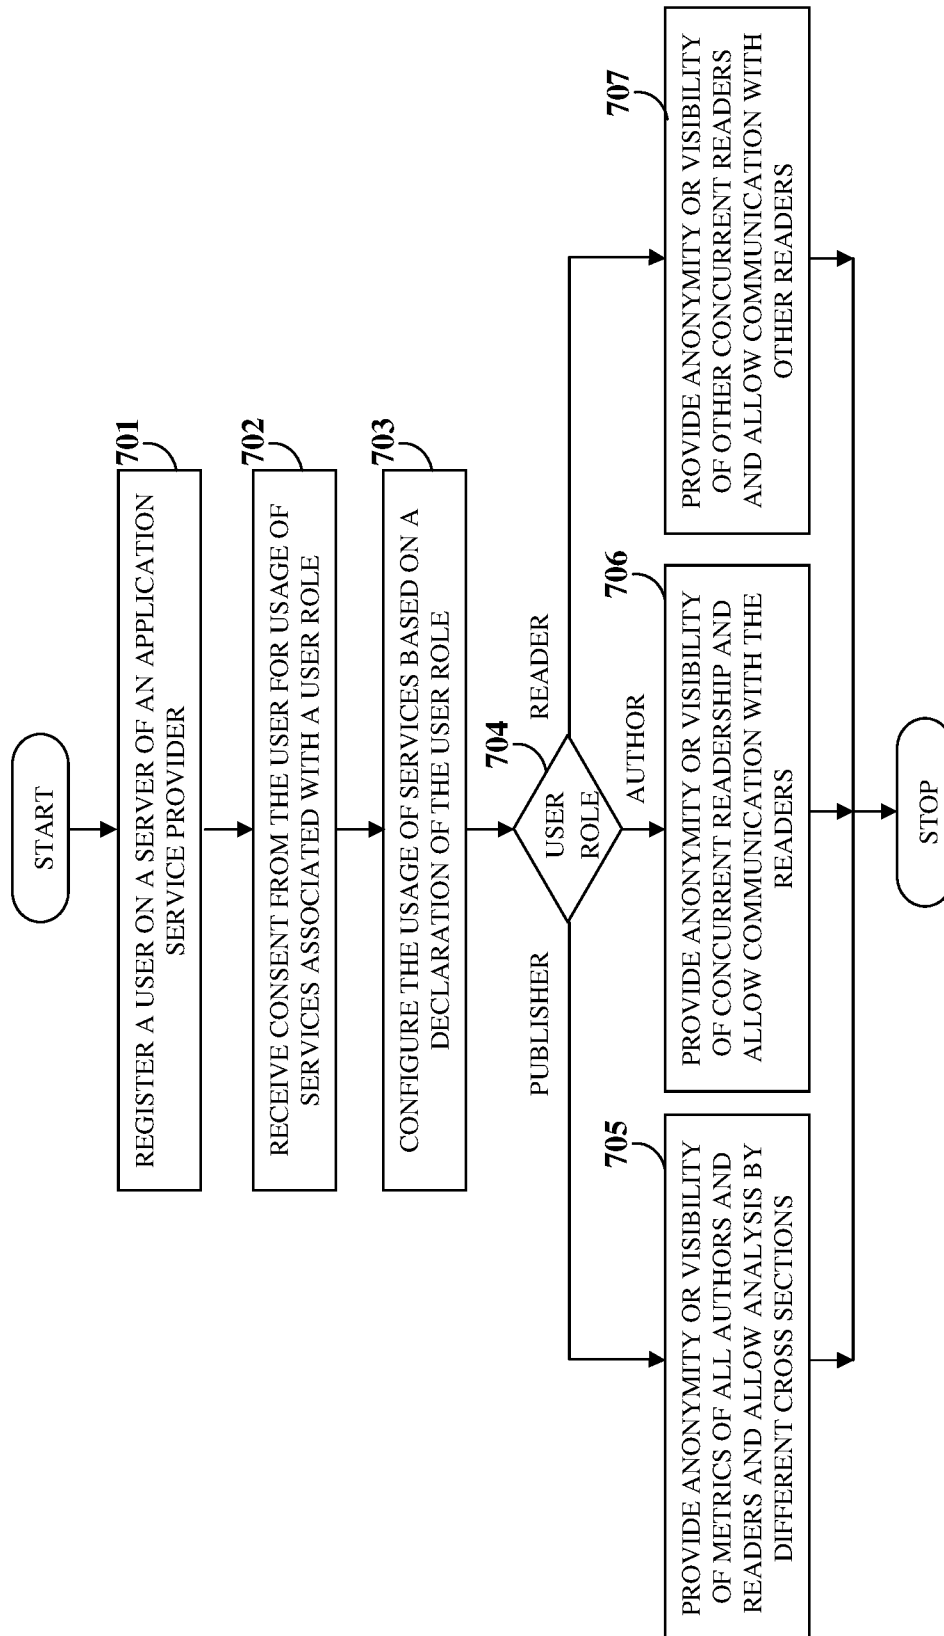 START
701
REGISTER A USER ON A SERVER OF AN APPLICATION
SERVICE PROVIDER
702
RECEIVE CONSENT FROM THE USER FOR USAGE OF
SERVICES ASSOCIATED WITH A USER ROLE
703
CONFIGURE THE USAGE OF SERVICES BASED ON A
DECLARATION OF THE USER ROLE
704
USER
ROLE
PUBLISHER
AUTHOR
READER
705
PROVIDE ANONYMITY OR VISIBILITY
OF METRICS OF ALL AUTHORS AND
READERS AND ALLOW ANALYSIS BY
DIFFERENT CROSS SECTIONS
706
PROVIDE ANONYMITY OR VISIBILITY
OF CONCURRENT READERSHIP AND
ALLOW COMMUNICATION WITH THE
READERS
707
PROVIDE ANONYMITY OR VISIBILITY
OF OTHER CONCURRENT READERS
AND ALLOW COMMUNICATION WITH
OTHER READERS
STOP